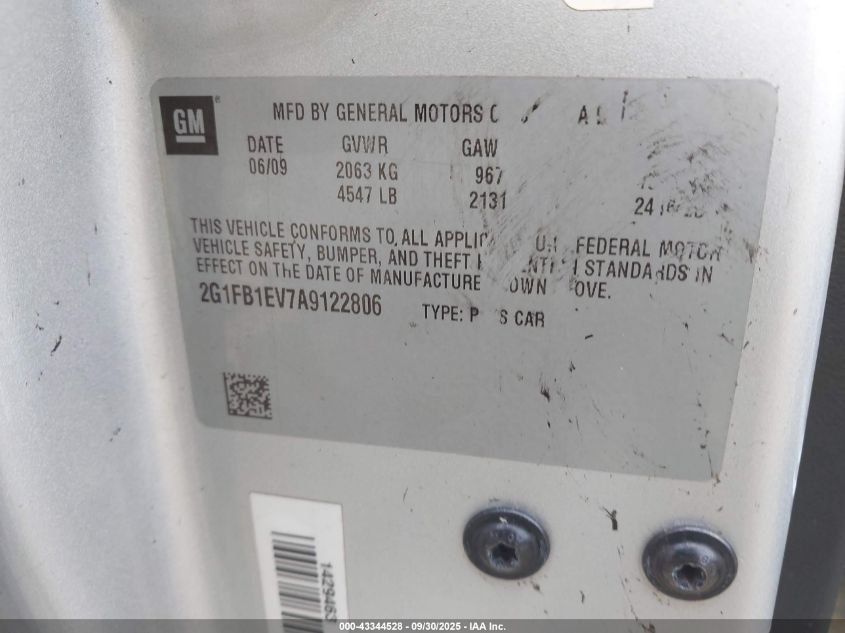 GM
MFD BY GENERAL MOTORS
DATE GVWR GAW
06/09 2063 KG 967
4547 LB 2131
THIS VEHICLE CONFORMS TO ALL FEDERAL MOTOR
VEHICLE SAFETY, BUMPER, AND THEFT STANDARDS IN
EFFECT ON THE DATE OF MANUFACTURE
2G1FB1EV7A9122806 TYPE: CAR
000-43344528 - 09/30/2025 - IAA Inc.